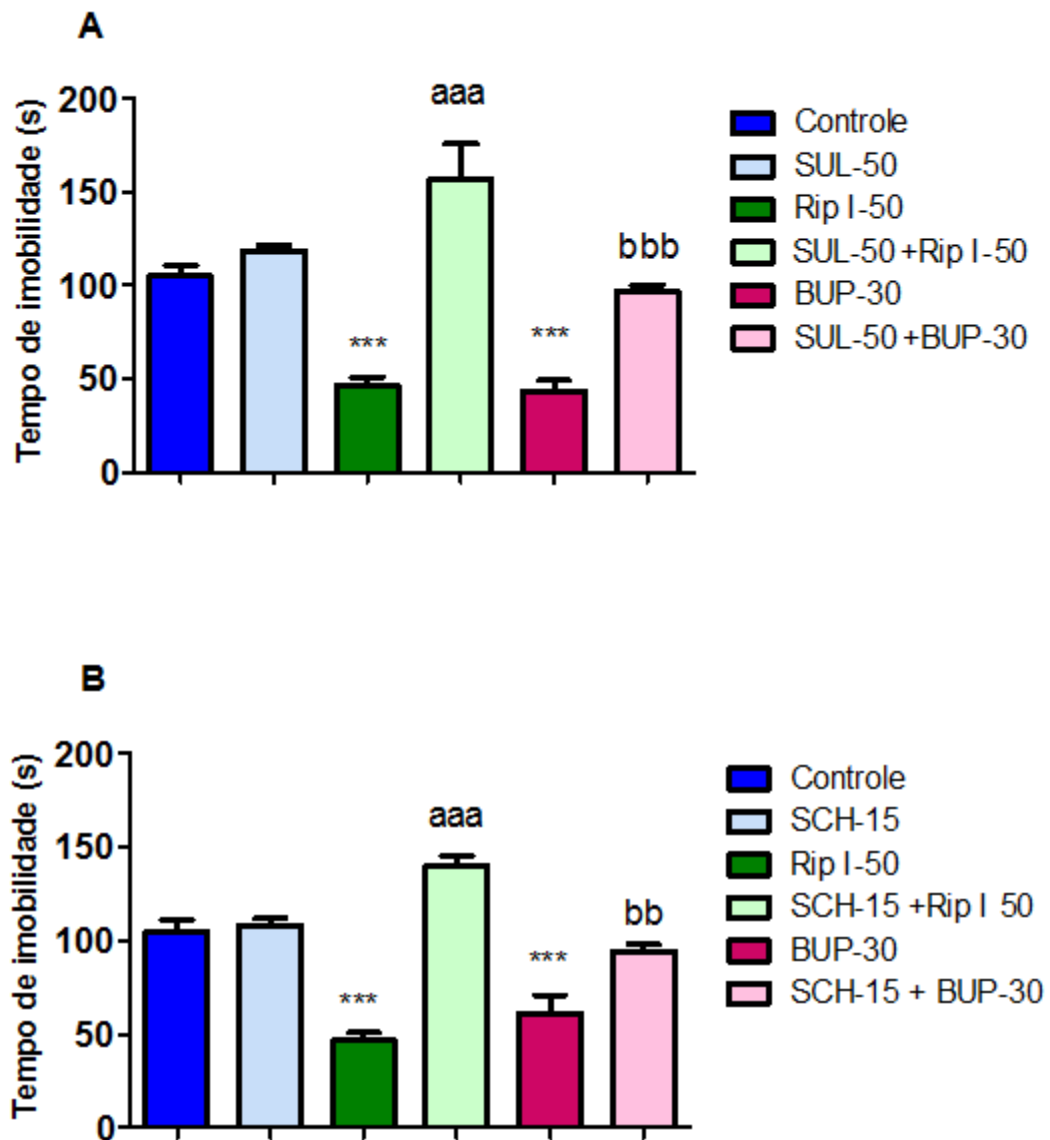 A
Tempo de imobilidade (s)
200
150
100
50
0
***
aaa
***
bbb
Controle
SUL-50
Rip I-50
SUL-50 +Rip I-50
BUP-30
SUL-50 +BUP-30
B
Tempo de imobilidade (s)
200
150
100
50
0
***
aaa
***
bb
Controle
SCH-15
Rip I-50
SCH-15 +Rip I 50
BUP-30
SCH-15 + BUP-30